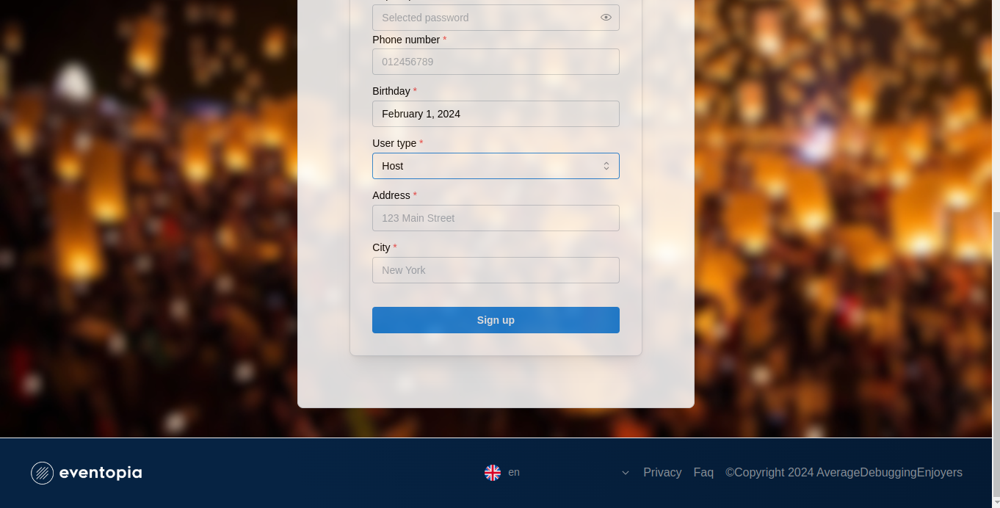 Selected password
Phone number *
012456789
Birthday *
February 1, 2024
User type *
Host
Address *
123 Main Street
City *
New York
Sign up
eventopia
en
Privacy Faq ©Copyright 2024 AverageDebuggingEnjoyers